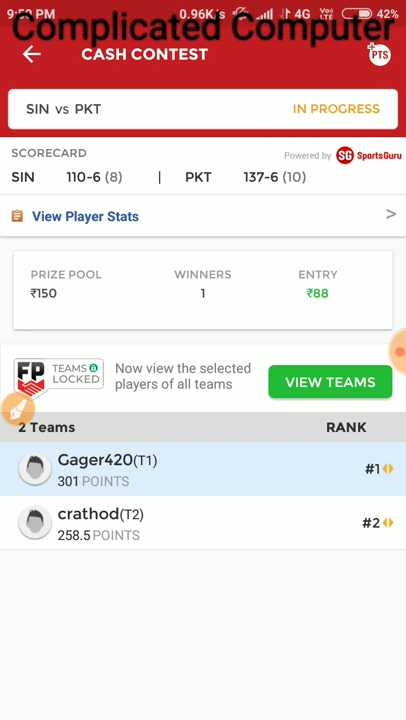 9:50 PM 0.96K/s 4G VoLTE 42%
Complicated Computer
CASH CONTEST
PTS
SIN vs PKT IN PROGRESS
SCORECARD
Powered by SG SportsGuru
SIN 110-6 (8) | PKT 137-6 (10)
View Player Stats >
PRIZE POOL WINNERS ENTRY
₹150 1 ₹88
FP TEAMS LOCKED
Now view the selected
players of all teams
VIEW TEAMS
2 Teams RANK
Gager420(T1)
301 POINTS
#1
crathod(T2)
258.5 POINTS
#2